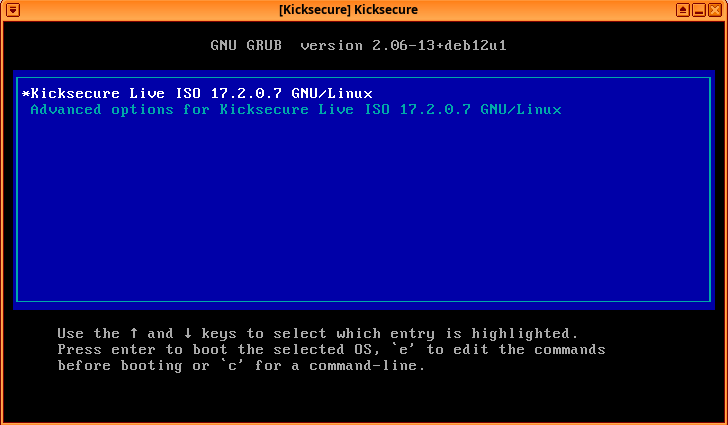 [Kicksecure] Kicksecure
GNU GRUB  version 2.06-13+deb12u1
*Kicksecure Live ISO 17.2.0.7 GNU/Linux
Advanced options for Kicksecure Live ISO 17.2.0.7 GNU/Linux
Use the ↑ and ↓ keys to select which entry is highlighted.
Press enter to boot the selected OS, `e' to edit the commands
before booting or `c' for a command-line.